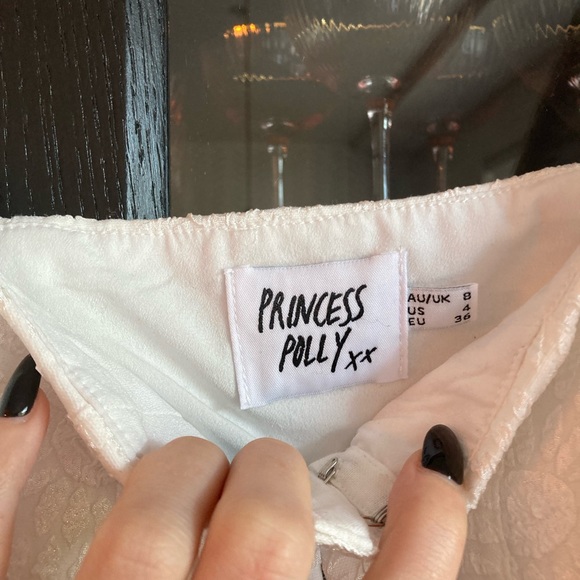 PRINCESS
POLLY xx
AU/UK 8
US 4
EU 36